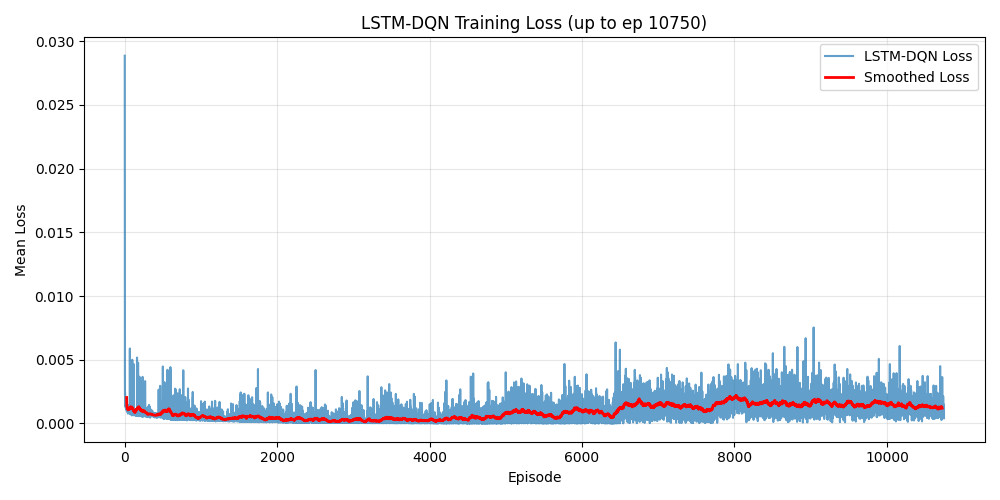 LSTM-DQN Training Loss (up to ep 10750)
0.030
0.025
0.020
0.015
0.010
0.005
0.000
Mean Loss
LSTM-DQN Loss
Smoothed Loss
0 2000 4000 6000 8000 10000
Episode